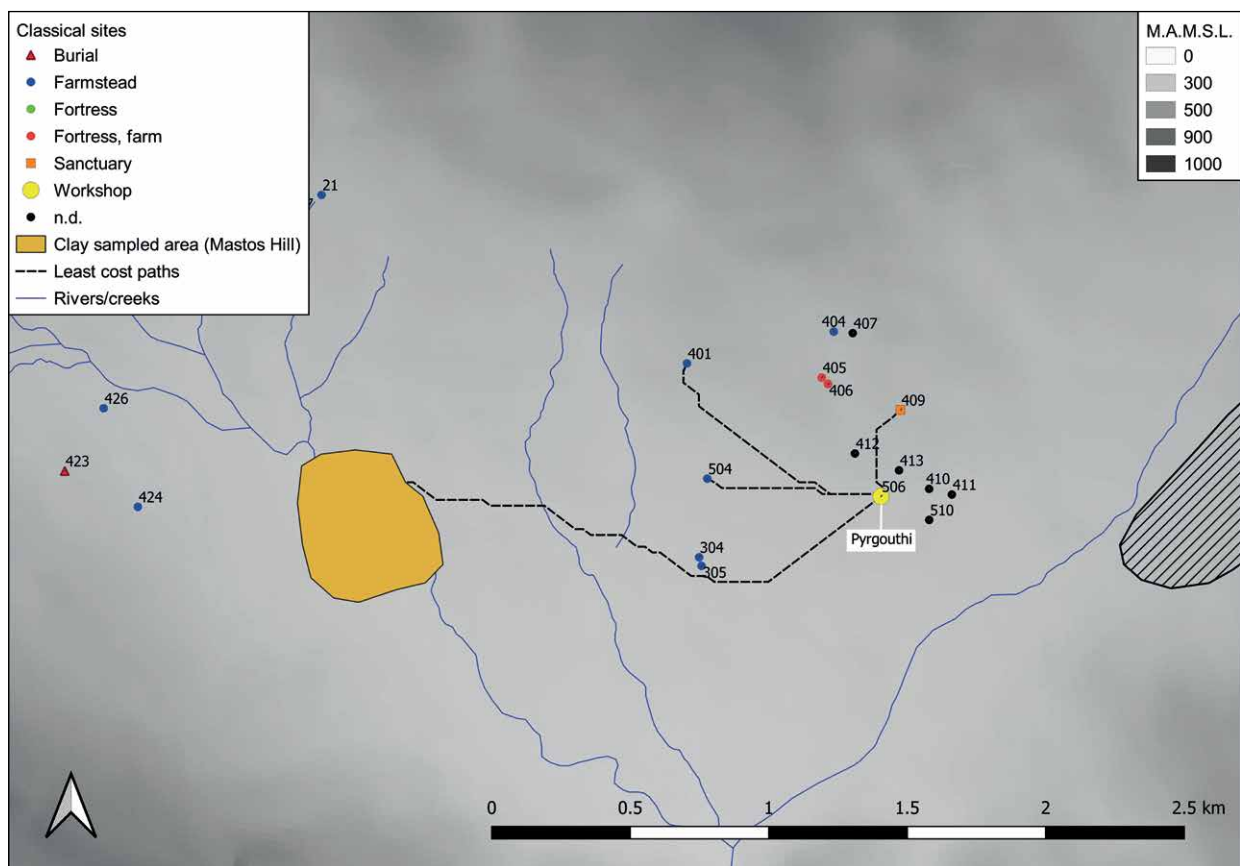 Classical sites
Burial
Farmstead
Fortress
Fortress, farm
Sanctuary
Workshop
n.d.
Clay sampled area (Mastos Hill)
Least cost paths
Rivers/creeks
M.A.M.S.L.
0
300
500
900
1000
21
404
407
401
405
406
409
426
412
413
423
504
410
411
506
424
510
Pyrgouthi
304
305
0
0.5
1
1.5
2
2.5 km